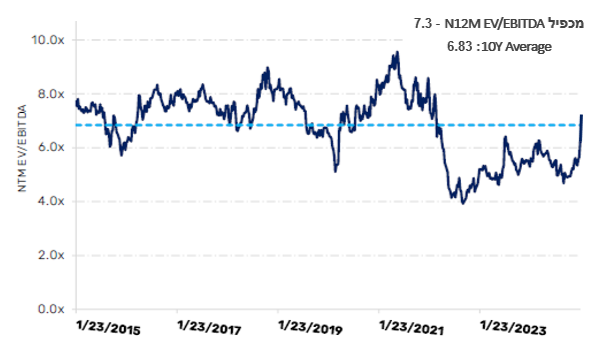 מכפיל N12M EV/EBITDA - 7.3
10Y Average: 6.83
10.0x
8.0x
6.0x
4.0x
2.0x
0.0x
NTM EV/EBITDA
1/23/2015
1/23/2017
1/23/2019
1/23/2021
1/23/2023